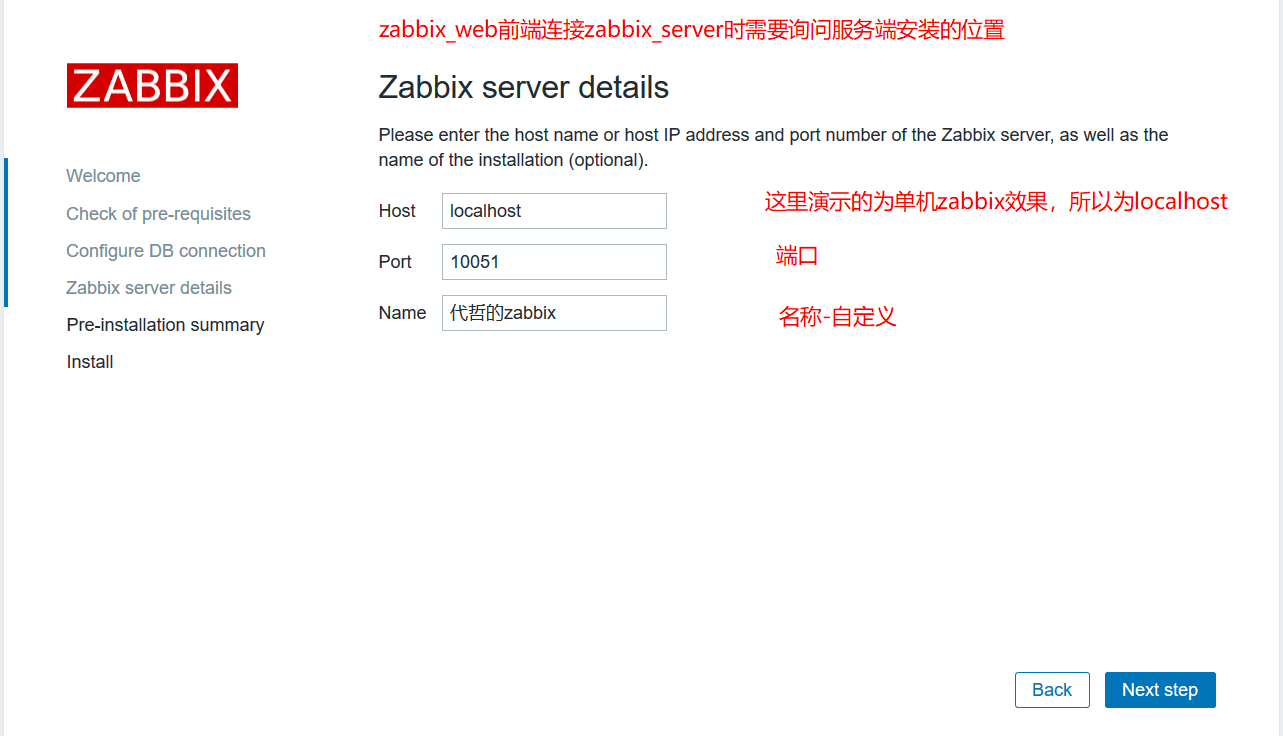 zabbix_web前端连接zabbix_server时需要询问服务端安装的位置
ZABBIX
Zabbix server details
Please enter the host name or host IP address and port number of the Zabbix server, as well as the
name of the installation (optional).
Welcome
Check of pre-requisites
Configure DB connection
Zabbix server details
Pre-installation summary
Install
Host localhost 这里演示的为单机zabbix效果，所以为localhost
Port 10051 端口
Name 代哲的zabbix 名称-自定义
Back Next step